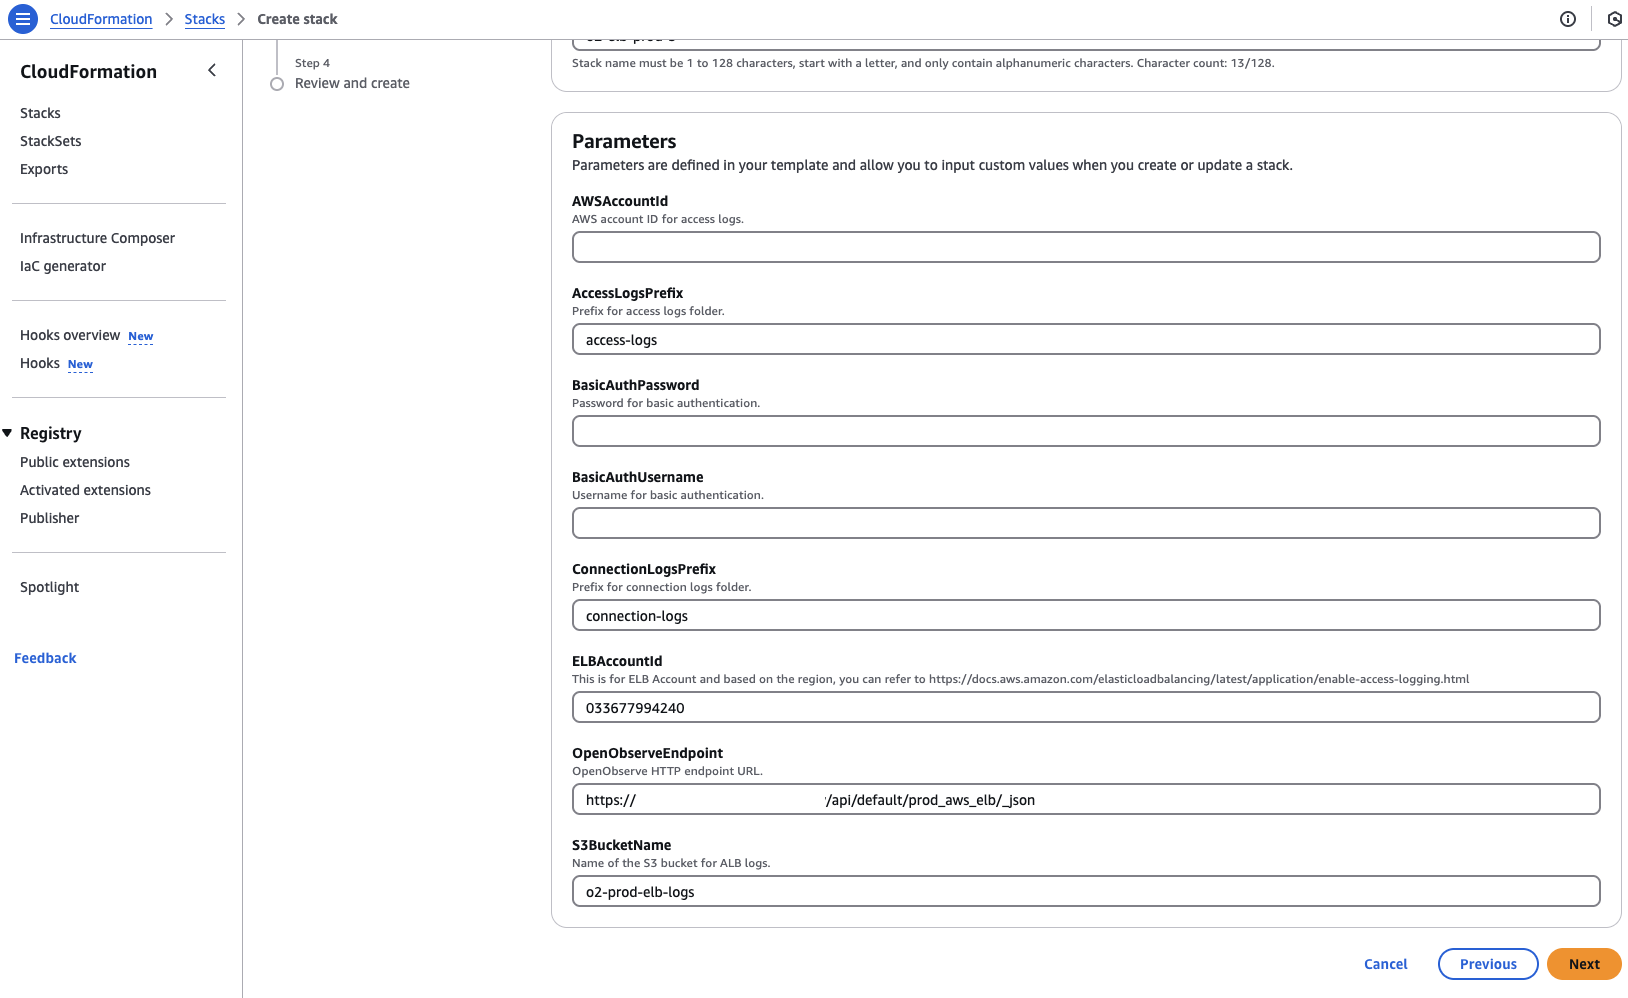 CloudFormation > Stacks > Create stack
CloudFormation
Stacks
StackSets
Exports
Infrastructure Composer
IaC generator
Hooks overview New
Hooks New
Registry
Public extensions
Activated extensions
Publisher
Spotlight
Feedback
Step 4
Review and create
Stack name must be 1 to 128 characters, start with a letter, and only contain alphanumeric characters. Character count: 13/128.
Parameters
Parameters are defined in your template and allow you to input custom values when you create or update a stack.
AWSAccountId
AWS account ID for access logs.
AccessLogsPrefix
Prefix for access logs folder.
access-logs
BasicAuthPassword
Password for basic authentication.
BasicAuthUsername
Username for basic authentication.
ConnectionLogsPrefix
Prefix for connection logs folder.
connection-logs
ELBAccountId
This is for ELB Account and based on the region, you can refer to https://docs.aws.amazon.com/elasticloadbalancing/latest/application/enable-access-logging.html
033677994240
OpenObserveEndpoint
OpenObserve HTTP endpoint URL.
https:// /api/default/prod_aws_elb/_json
S3BucketName
Name of the S3 bucket for ALB logs.
o2-prod-elb-logs
Cancel
Previous
Next